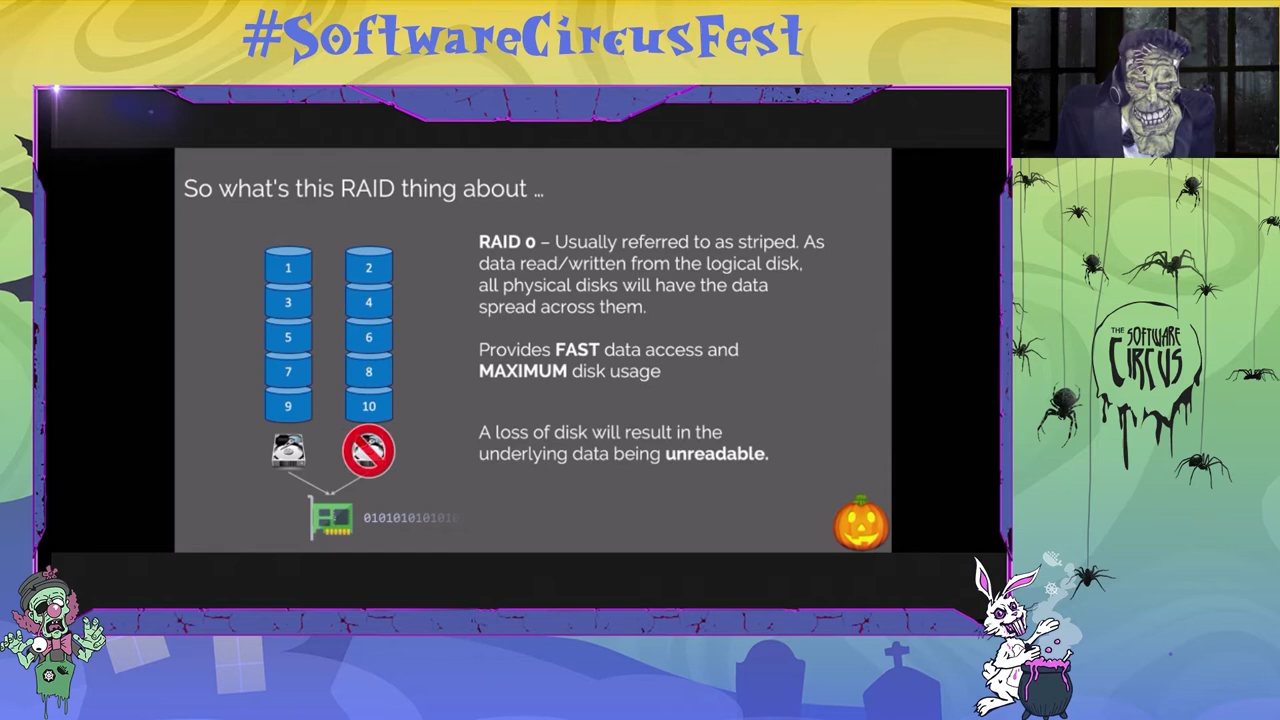 #SoftwareCircusFest
So what's this RAID thing about ...
1
2
3
4
5
6
7
8
9
10
RAID 0 – Usually referred to as striped. As
data read/written from the logical disk,
all physical disks will have the data
spread across them.
Provides FAST data access and
MAXIMUM disk usage
A loss of disk will result in the
underlying data being unreadable.
0101010101010
THE
SOFTWARE
CIRCUS